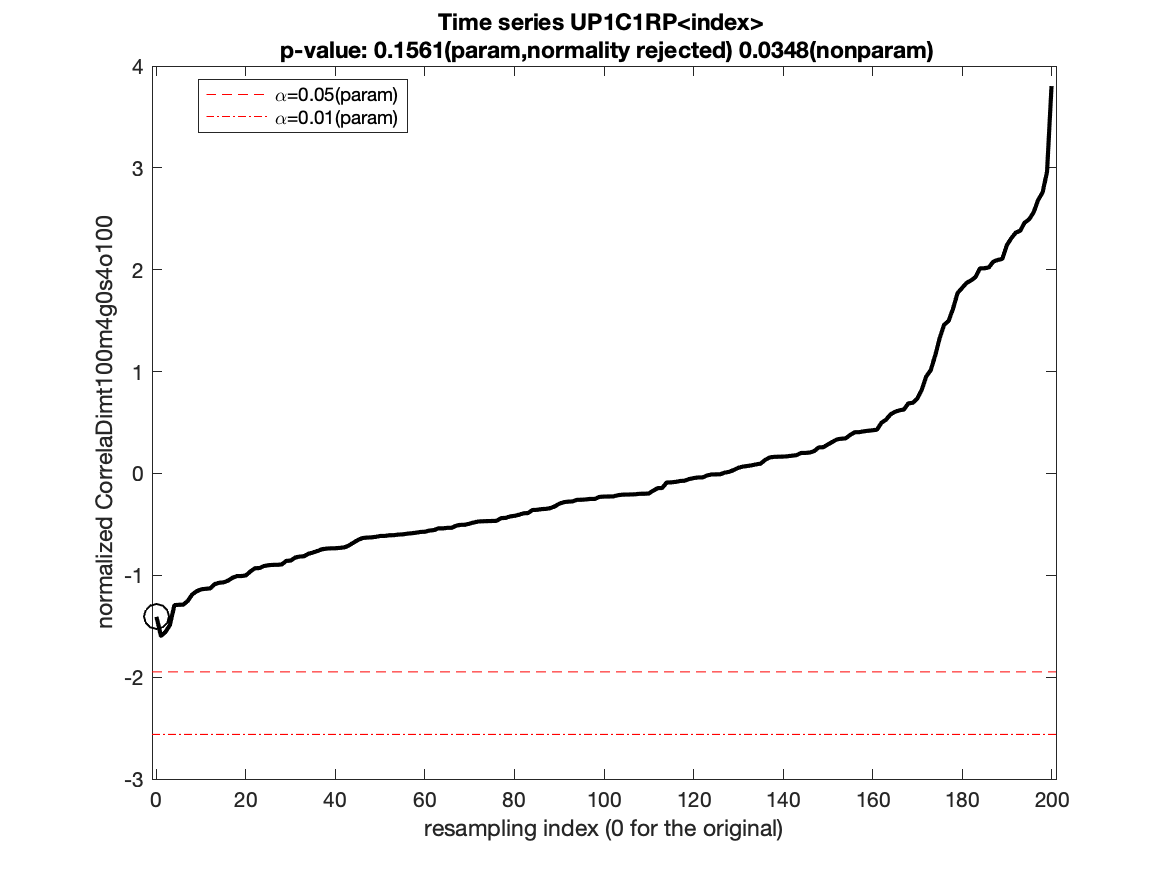 Time series UP1C1RP<index>
p-value: 0.1561(param,normality rejected) 0.0348(nonparam)
α=0.05(param)
α=0.01(param)
normalized CorrelaDimt100m4g0s4o100
4
3
2
1
0
-1
-2
-3
0 20 40 60 80 100 120 140 160 180 200
resampling index (0 for the original)